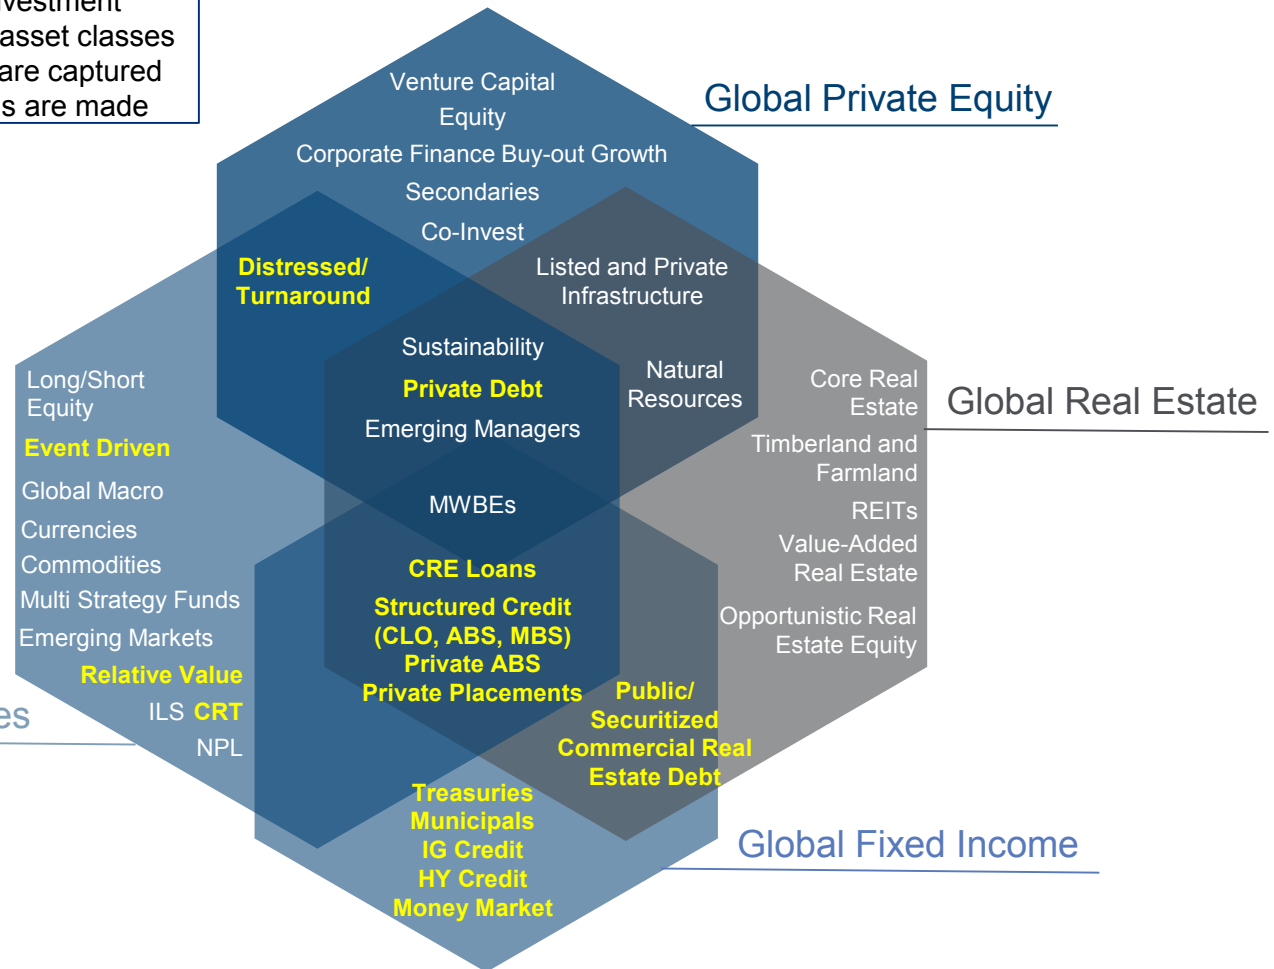 nvestment
asset classes
are captured
s are made
Venture Capital
Equity
Corporate Finance Buy-out Growth
Secondaries
Co-Invest
Global Private Equity
Distressed/
Turnaround
Listed and Private
Infrastructure
Sustainability
Private Debt
Emerging Managers
Natural
Resources
MWBEs
CRE Loans
Structured Credit
(CLO, ABS, MBS)
Private ABS
Private Placements
Long/Short
Equity
Event Driven
Global Macro
Currencies
Commodities
Multi Strategy Funds
Emerging Markets
Relative Value
ILS CRT
NPL
es
Core Real
Estate
Timberland and
Farmland
REITs
Value-Added
Real Estate
Opportunistic Real
Estate Equity
Global Real Estate
Public/
Securitized
Commercial Real
Estate Debt
Treasuries
Municipals
IG Credit
HY Credit
Money Market
Global Fixed Income